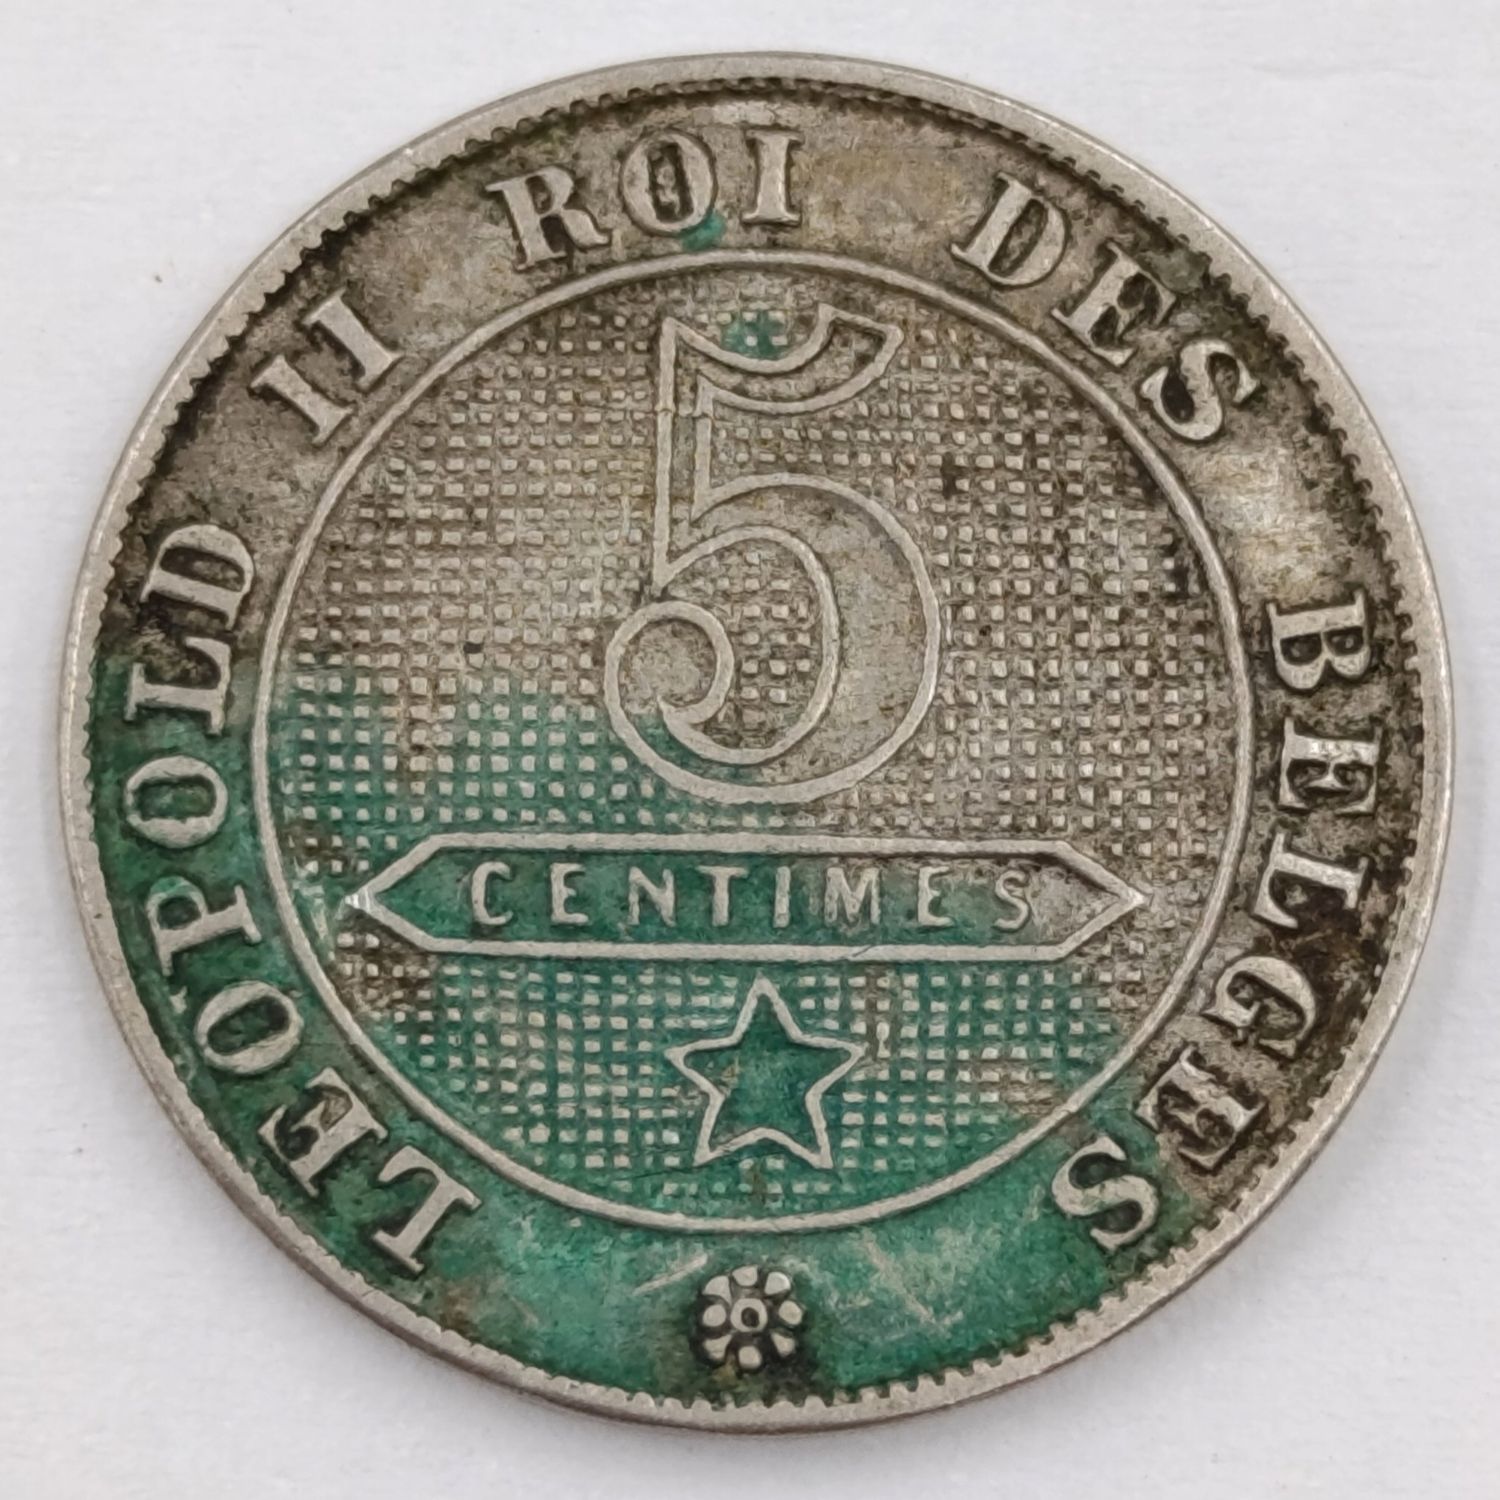 LEOPOLD II ROI DES BELGES
5
CENTIMES